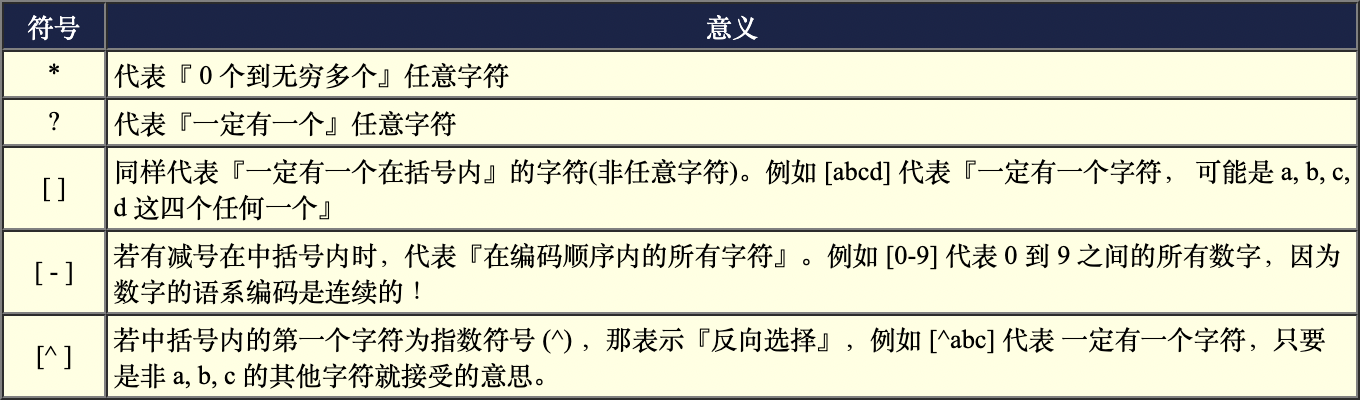 符号 意义
* 代表『 0 个到无穷多个』任意字符
? 代表『一定有一个』任意字符
[ ] 同样代表『一定有一个在括号内』的字符(非任意字符)。例如 [abcd] 代表『一定有一个字符， 可能是 a, b, c,
d 这四个任何一个』
[ - ] 若有减号在中括号内时，代表『在编码顺序内的所有字符』。例如 [0-9] 代表 0 到 9 之间的所有数字，因为
数字的语系编码是连续的！
[^ ] 若中括号内的第一个字符为指数符号 (^) ，那表示『反向选择』，例如 [^abc] 代表 一定有一个字符，只要
是非 a, b, c 的其他字符就接受的意思。